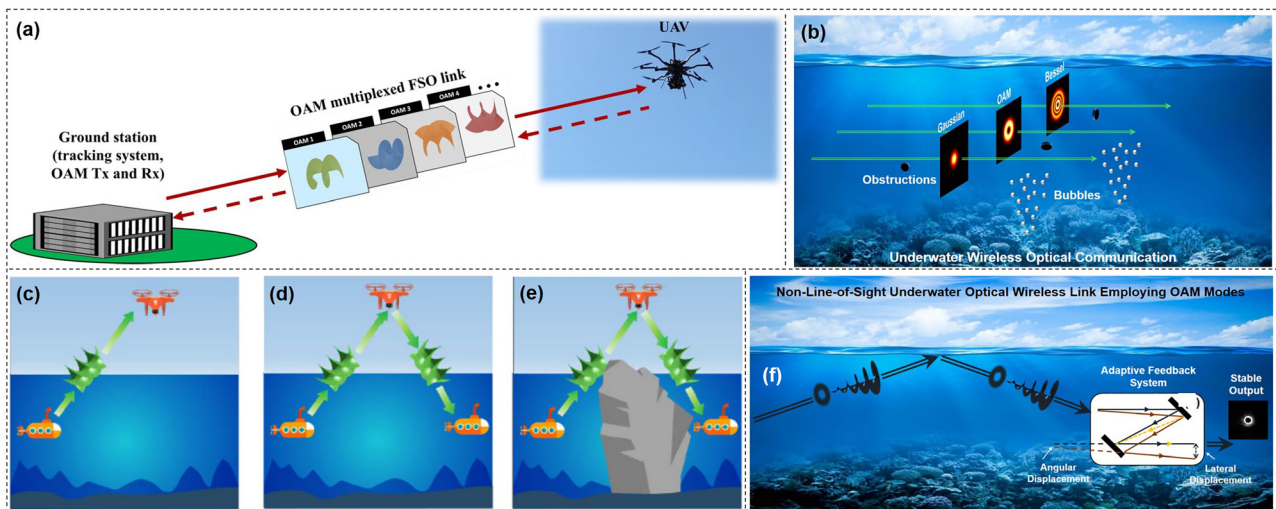 (a)
UAV
OAM multiplexed FSO link
OAM 1
OAM 2
OAM 3
OAM 4
...
Ground station
(tracking system,
OAM Tx and Rx)
(b)
Gaussian
OAM
Bessel
Obstructions
Bubbles
Underwater Wireless Optical Communication
(c)
(d)
(e)
Non-Line-of-Sight Underwater Optical Wireless Link Employing OAM Modes
(f)
Adaptive Feedback
System
)
Stable
Output
Angular
Displacement
Lateral
Displacement